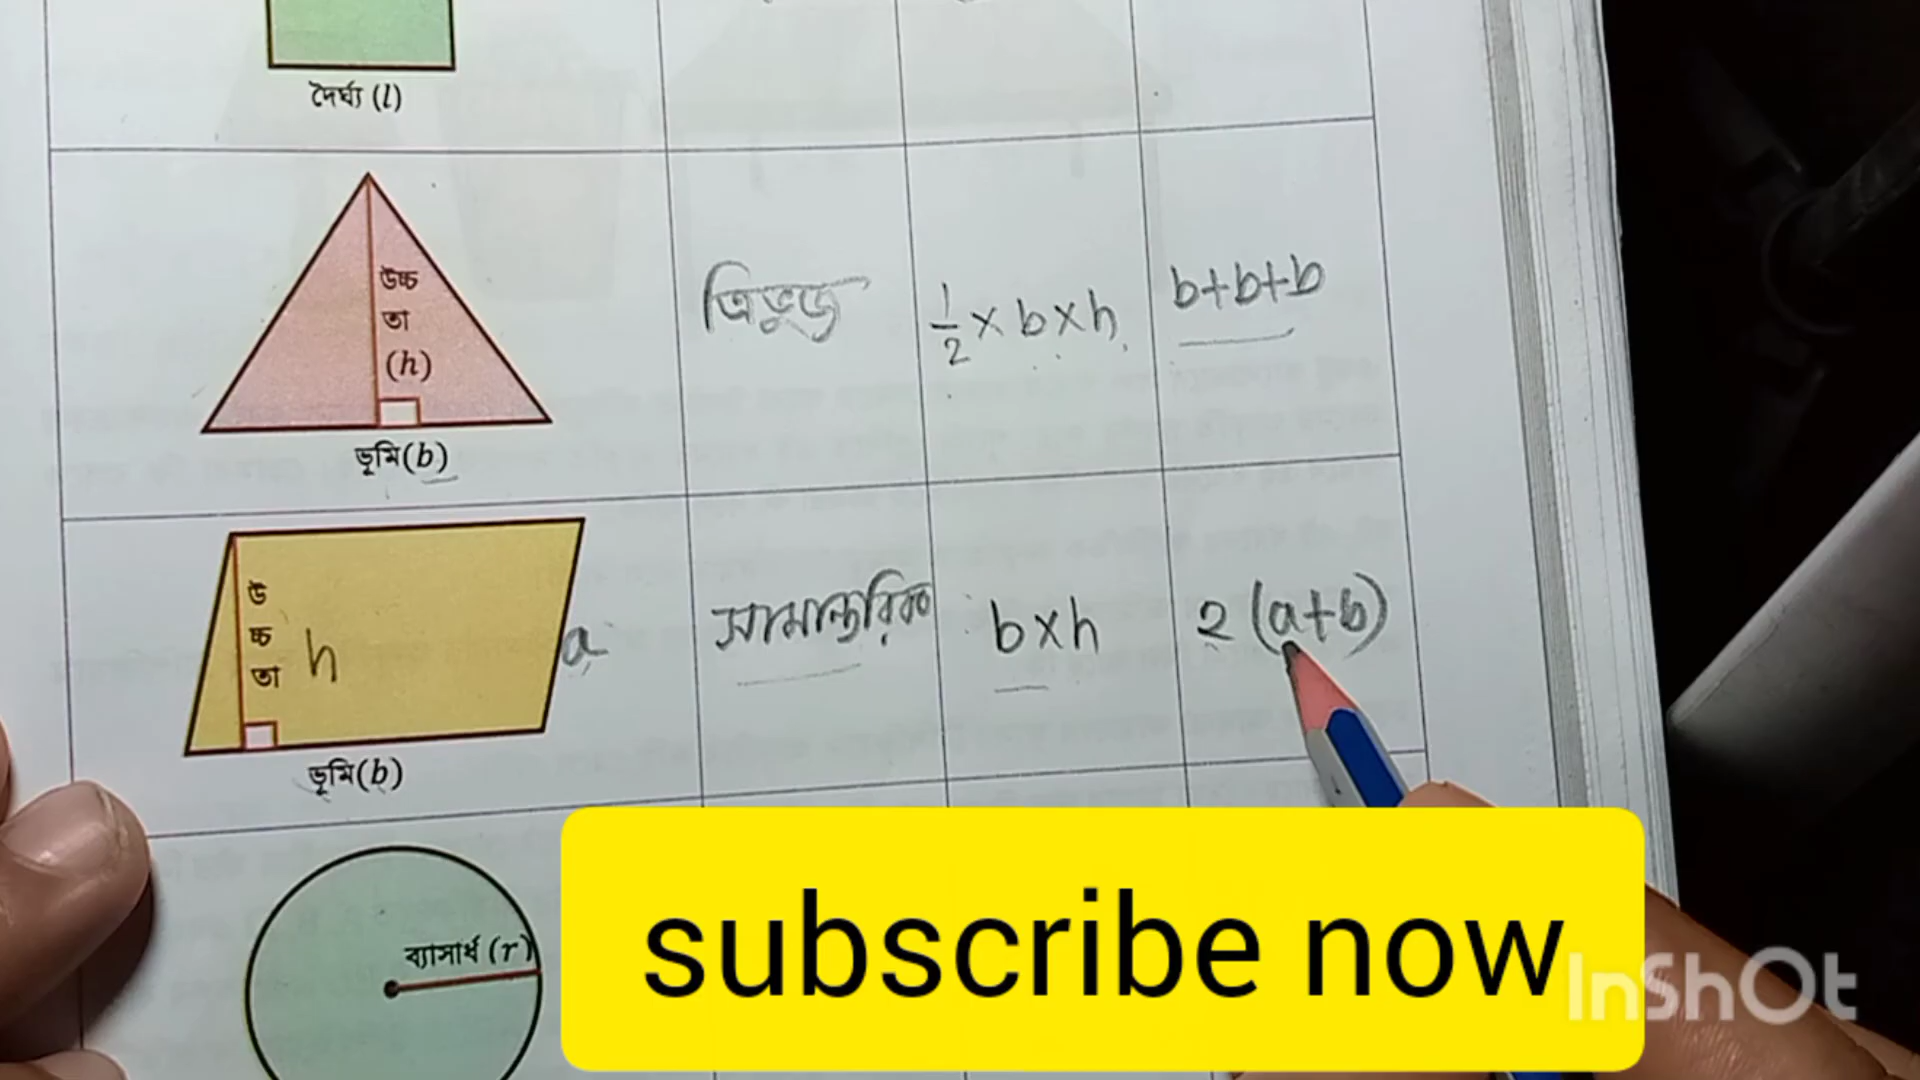 দৈর্ঘ্য (l)
উচ্চ
তা
(h)
ভূমি(b)
ত্রিভুজ
1/2 × b × h
b+b+b
উ
চ্চ
তা
h
a
ভূমি(b)
সামান্তরিক
b×h
2(a+b)
ব্যাসার্ধ (r)
subscribe now
InShOt